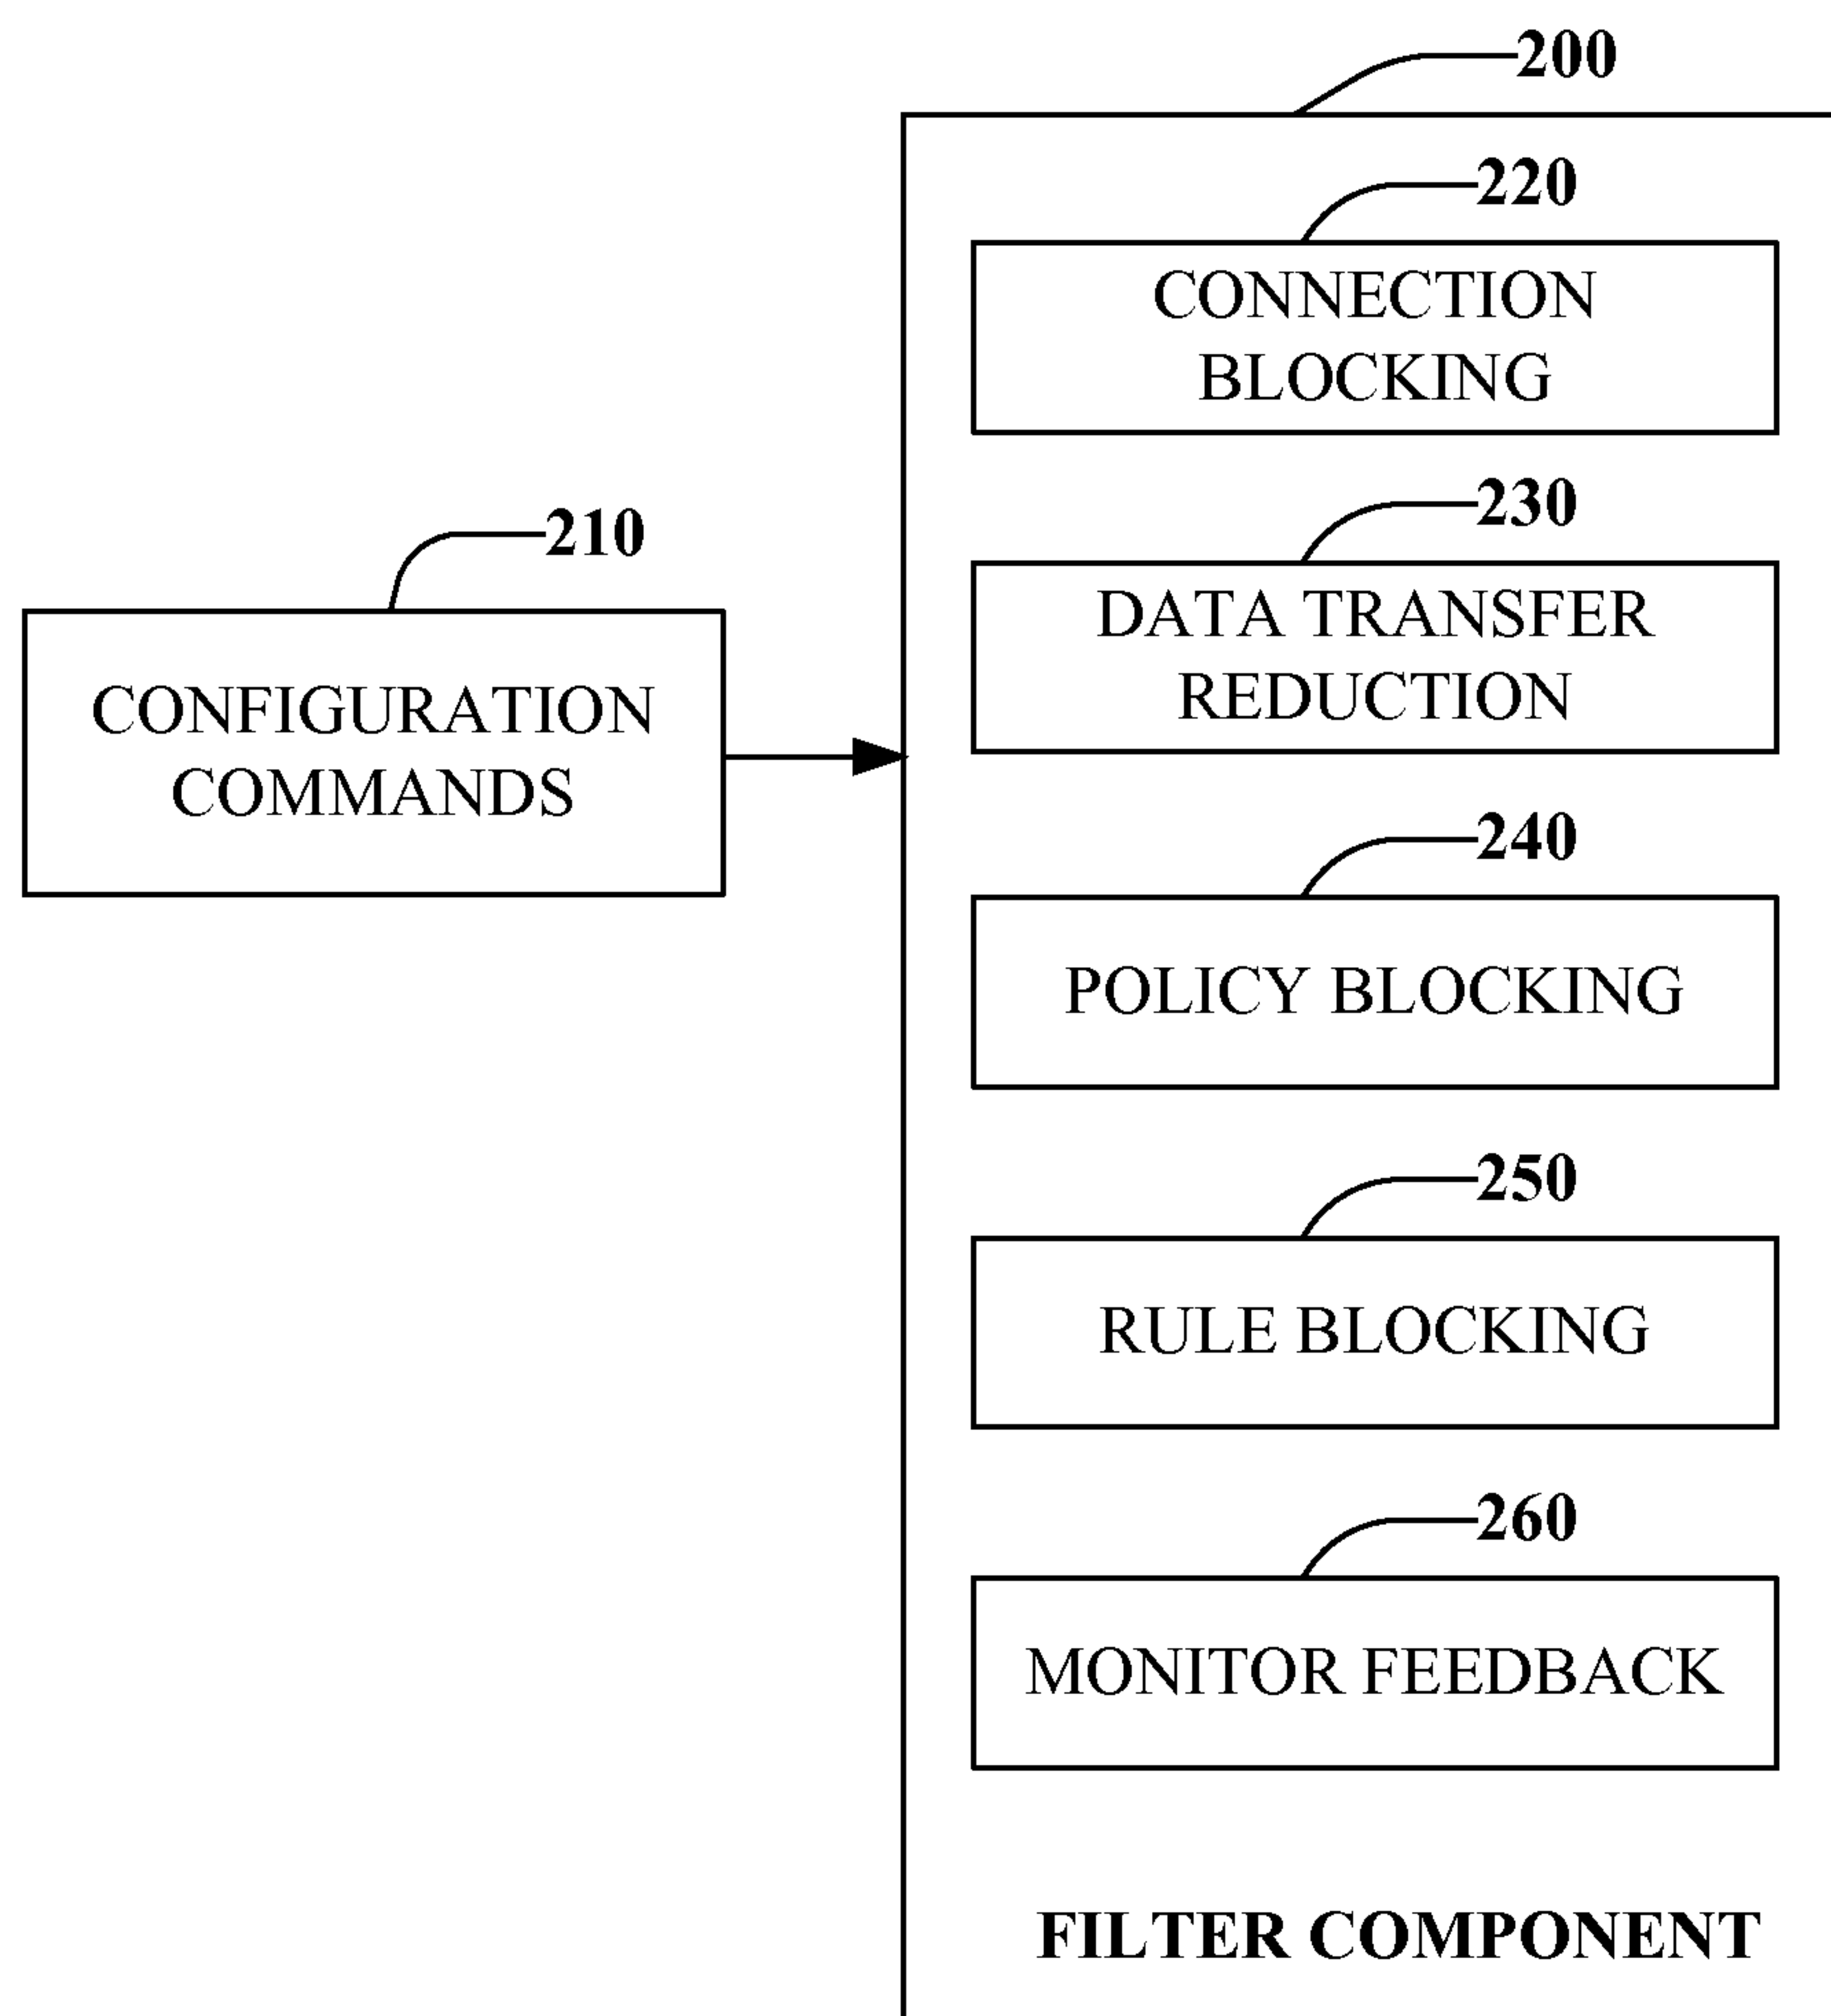 200
220
CONNECTION
BLOCKING
230
DATA TRANSFER
REDUCTION
210
CONFIGURATION
COMMANDS
240
POLICY BLOCKING
250
RULE BLOCKING
260
MONITOR FEEDBACK
FILTER COMPONENT